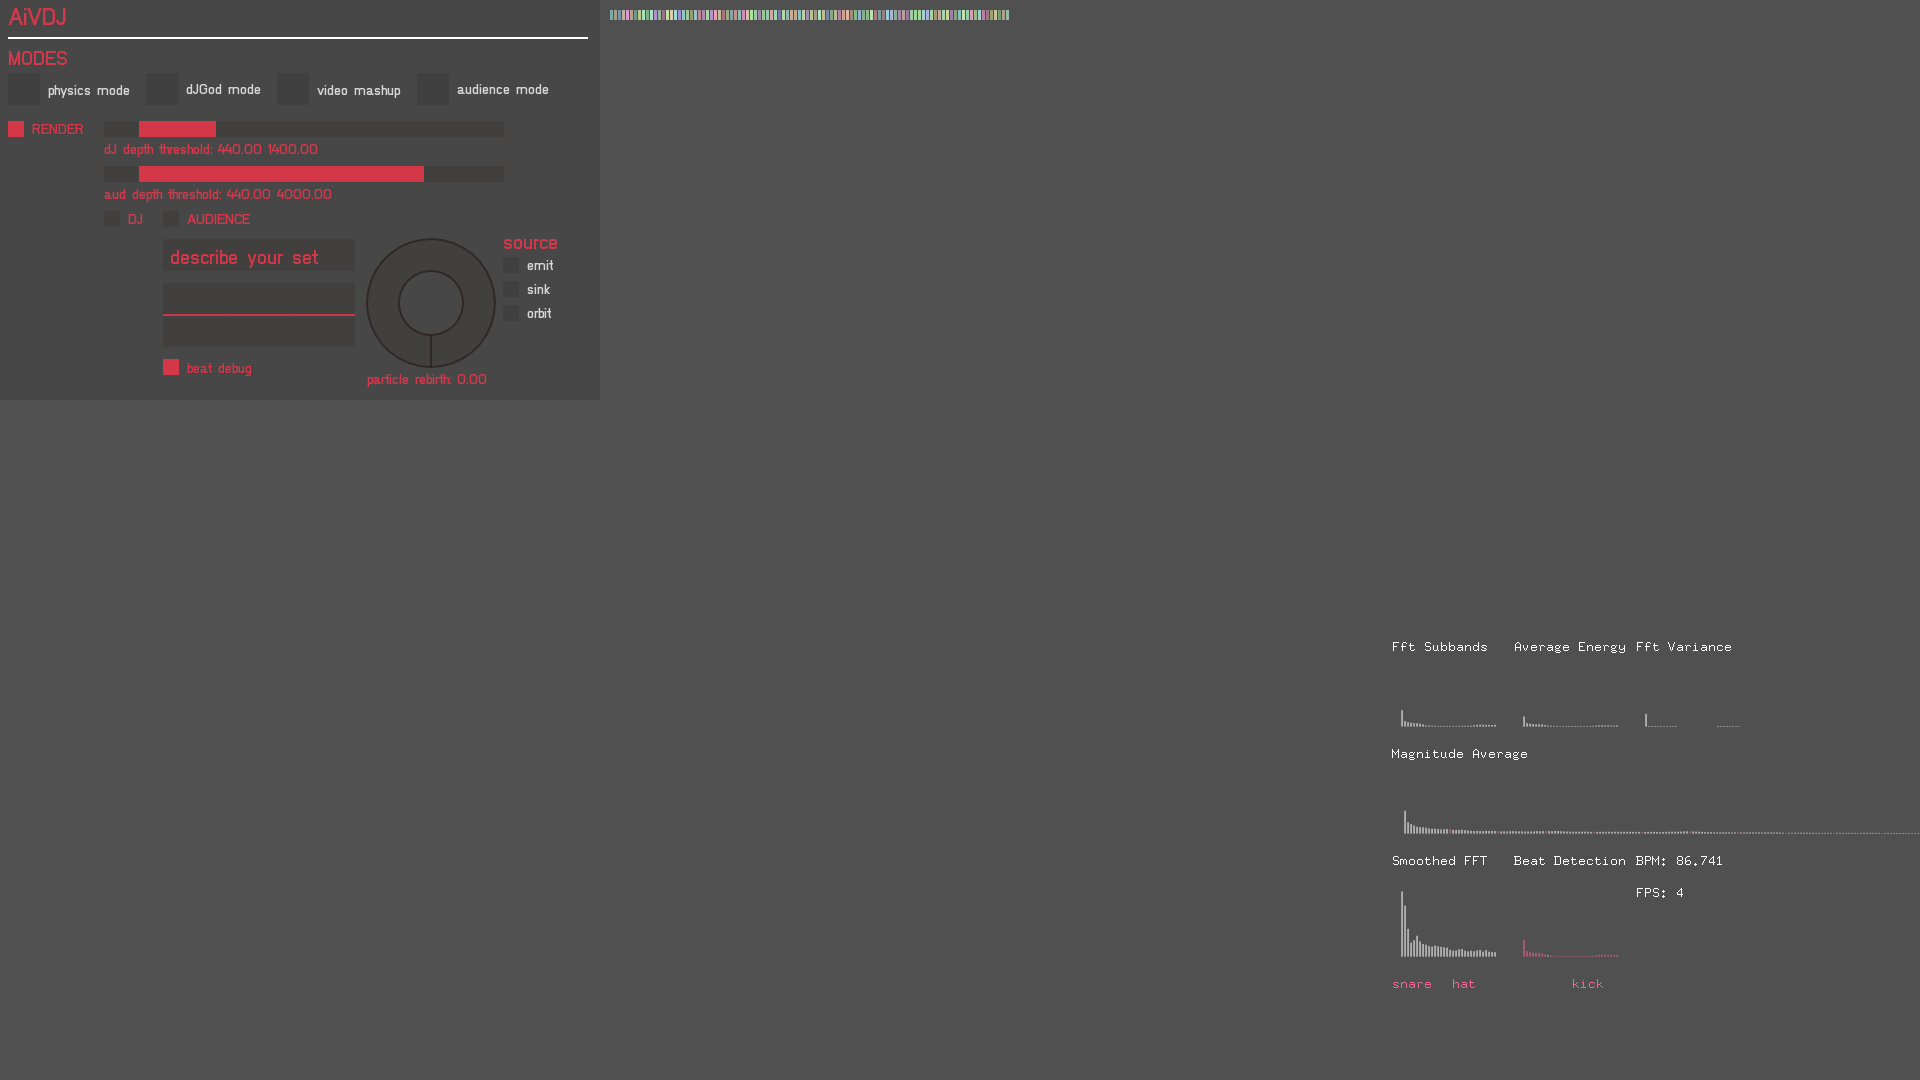 AiVDJ
MODES
physics mode dJGod mode video mashup audience mode
RENDER
dJ depth threshold: 440.00 1400.00
aud depth threshold: 440.00 4000.00
DJ AUDIENCE
describe your set
source
emit
sink
orbit
beat debug
particle rebirth: 0.00
Fft Subbands Average Energy Fft Variance
Magnitude Average
Smoothed FFT Beat Detection BPM: 86.741
FPS: 4
snare hat kick